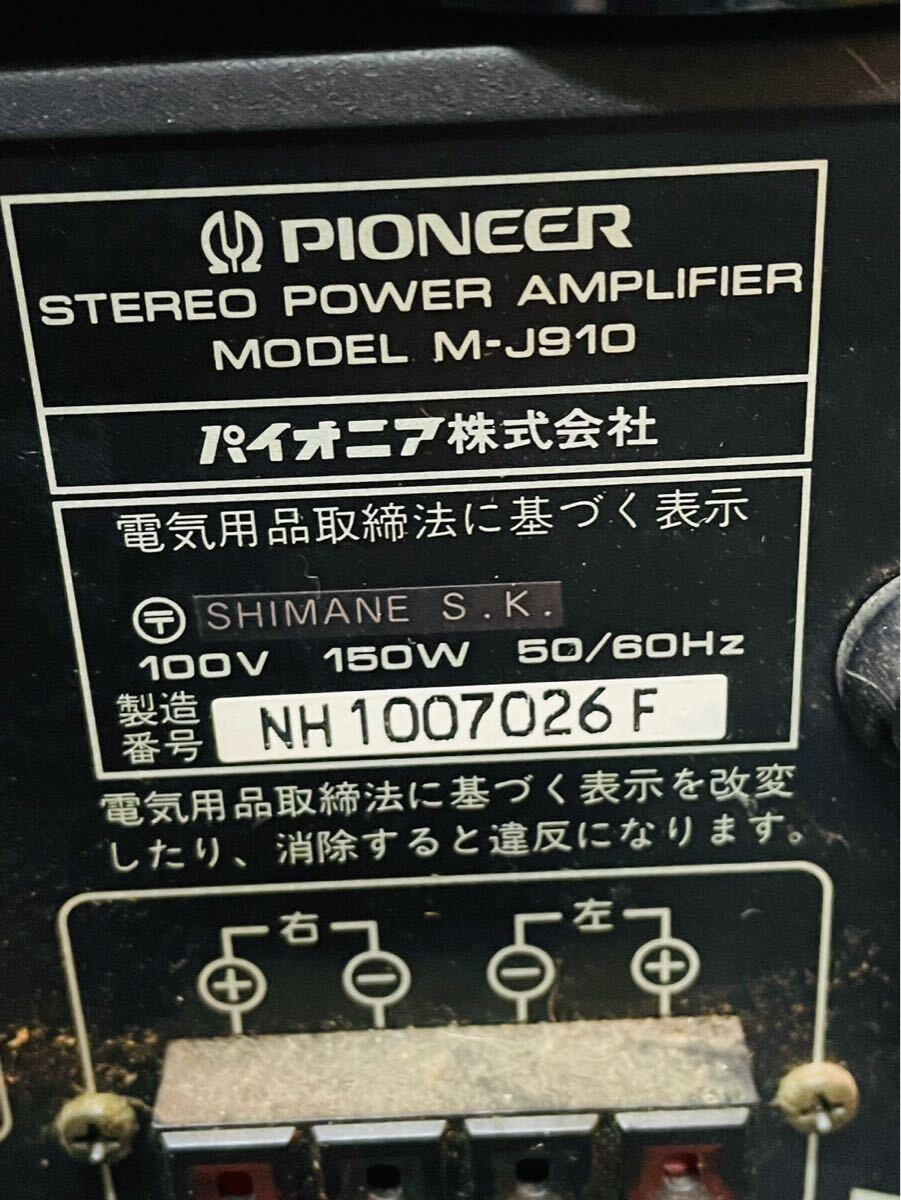 PIONEER
STEREO POWER AMPLIFIER
MODEL M-J910
パイオニア株式会社
電気用品取締法に基づく表示
〒 SHIMANE S.K.
100V 150W 50/60Hz
製造番号 NH1007026F
電気用品取締法に基づく表示を改変
したり、消除すると違反になります。
右 左
+ - - +